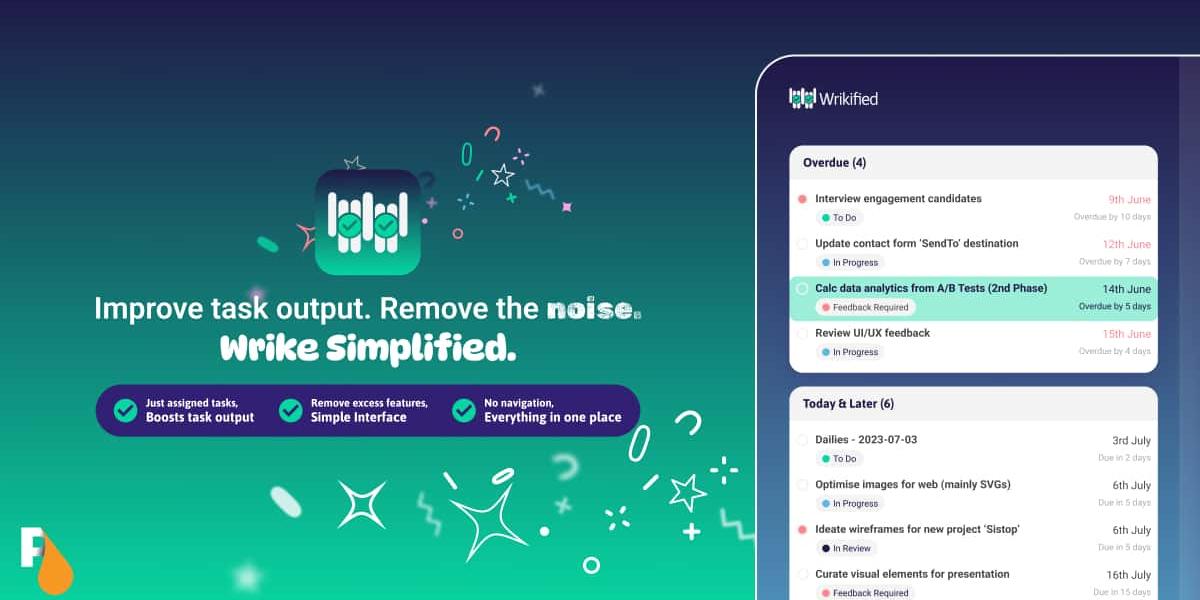 Improve task output. Remove the noise.
Wrike Simplified.
Just assigned tasks,
Boosts task output
Remove excess features,
Simple Interface
No navigation,
Everything in one place
Wrikified
Overdue (4)
Interview engagement candidates
9th June
To Do
Overdue by 10 days
Update contact form 'SendTo' destination
12th June
In Progress
Overdue by 7 days
Calc data analytics from A/B Tests (2nd Phase)
14th June
Feedback Required
Overdue by 5 days
Review UI/UX feedback
15th June
In Progress
Overdue by 4 days
Today & Later (6)
Dailies - 2023-07-03
3rd July
To Do
Due in 2 days
Optimise images for web (mainly SVGs)
6th July
In Progress
Due in 5 days
Ideate wireframes for new project 'Sistop'
6th July
In Review
Due in 5 days
Curate visual elements for presentation
16th July
Feedback Required
Due in 15 days